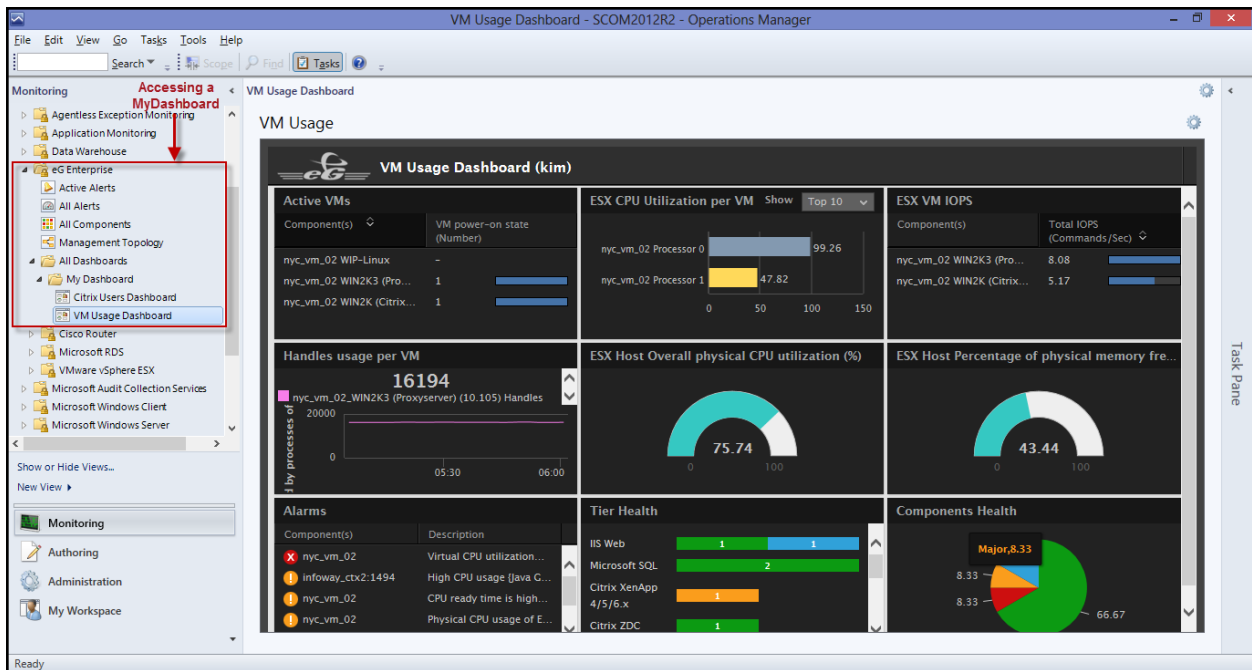 VM Usage Dashboard - SCOM2012R2 - Operations Manager
File Edit View Go Tasks Tools Help
Search Scope Find Tasks
Monitoring
Accessing a
MyDashboard
Agentless Exception Monitoring
Application Monitoring
Data Warehouse
eG Enterprise
Active Alerts
All Alerts
All Components
Management Topology
All Dashboards
My Dashboard
Citrix Users Dashboard
VM Usage Dashboard
Cisco Router
Microsoft RDS
VMware vSphere ESX
Microsoft Audit Collection Services
Microsoft Windows Client
Microsoft Windows Server
Show or Hide Views...
New View
Monitoring
Authoring
Administration
My Workspace
Ready
VM Usage Dashboard
VM Usage
eG VM Usage Dashboard (kim)
Active VMs
Component(s) VM power-on state
(Number)
nyc_vm_02 WIP-Linux -
nyc_vm_02 WIN2K3 (Pro... 1
nyc_vm_02 WIN2K (Citrix... 1
ESX CPU Utilization per VM Show Top 10
nyc_vm_02 Processor 0 99.26
nyc_vm_02 Processor 1 47.82
0 50 100 150
ESX VM IOPS
Component(s) Total IOPS
(Commands/Sec)
nyc_vm_02 WIN2K3 (Pro... 8.08
nyc_vm_02 WIN2K (Citrix... 5.17
Handles usage per VM
16194
nyc_vm_02_WIN2K3 (Proxyserver) (10.105) Handles
d by processes of
20000
0
05:30 06:00
ESX Host Overall physical CPU utilization (%)
75.74
0 100
ESX Host Percentage of physical memory fre...
43.44
0 100
Alarms
Component(s) Description
nyc_vm_02 Virtual CPU utilization...
infoway_ctx2:1494 High CPU usage {Java G...
nyc_vm_02 CPU ready time is high...
nyc_vm_02 Physical CPU usage of E...
Tier Health
IIS Web 1 1
Microsoft SQL 2
Citrix XenApp
4/5/6.x 1
Citrix ZDC 1
Components Health
Major,8.33
8.33
8.33
66.67
Task Pane